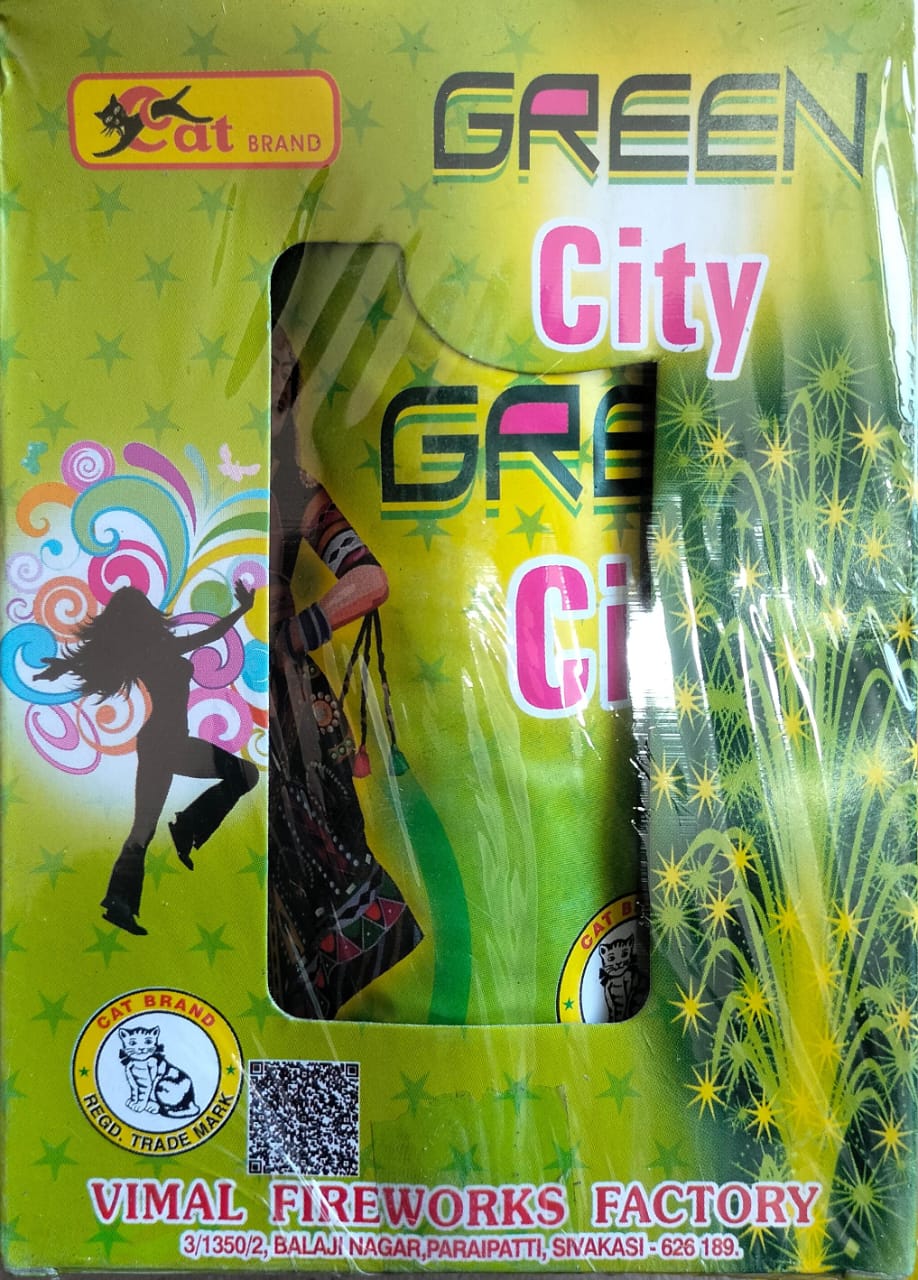 Cat BRAND
GREEN
City
GRE
Ci
CAT B
CAT BRAND
REGD. TRADE MARK
VIMAL FIREWORKS FACTORY
3/1350/2, BALAJI NAGAR,PARAIPATTI, SIVAKASI - 626 189.